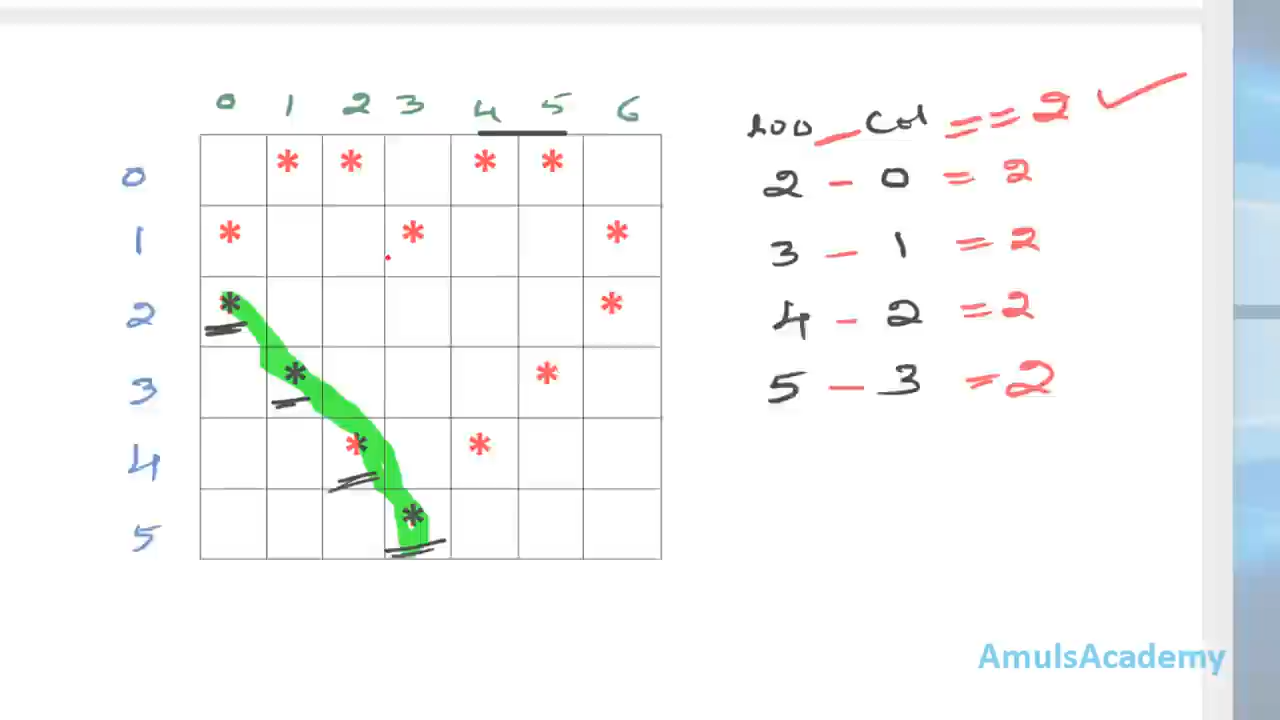 0 1 2 3 4 5 6
0 * * * *
1 * * *
2 * *
3 * *
4 * *
5 *
row - Col == 2 ✓
2 - 0 = 2
3 - 1 = 2
4 - 2 = 2
5 - 3 = 2
AmulsAcademy